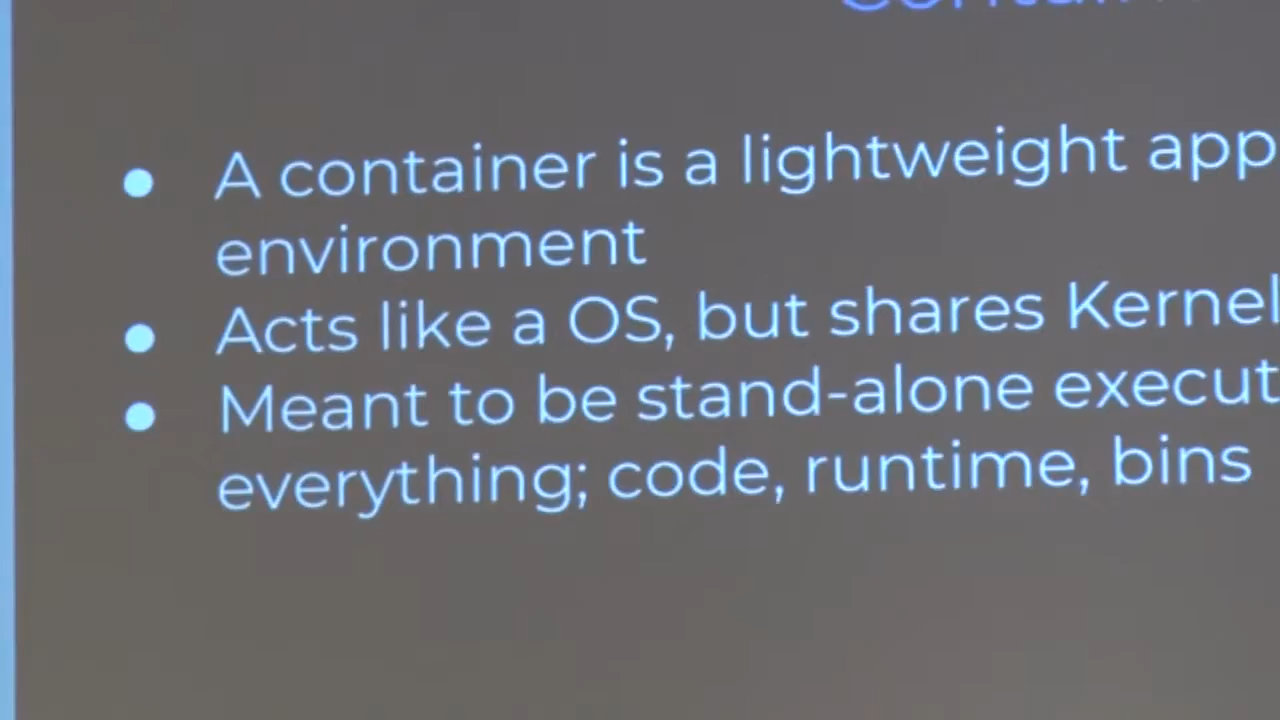 ● A container is a lightweight app
environment
● Acts like a OS, but shares Kernel
● Meant to be stand-alone execut
everything; code, runtime, bins